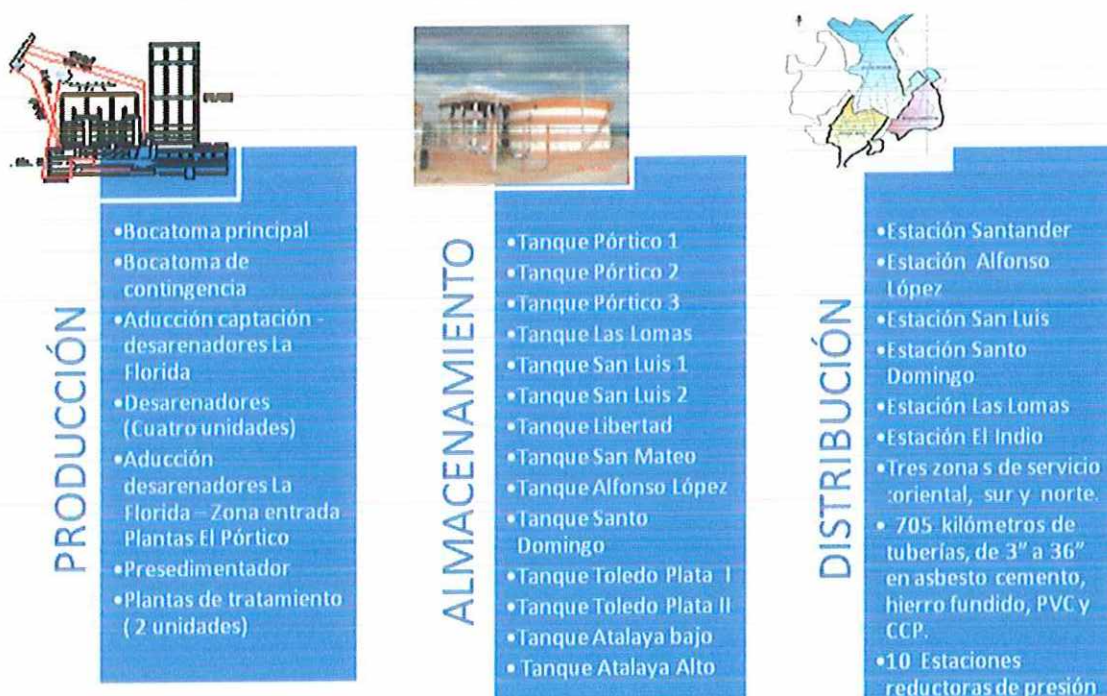 PRODUCCIÓN
•Bocatoma principal
•Bocatoma de
contingencia
•Aducción captación -
desarenadores La
Florida
•Desarenadores
(Cuatro unidades)
•Aducción
desarenadores La
Florida – Zona entrada
Plantas El Pórtico
•Presedimentador
•Plantas de tratamiento
( 2 unidades)
ALMACENAMIENTO
•Tanque Pórtico 1
•Tanque Pórtico 2
•Tanque Pórtico 3
•Tanque Las Lomas
•Tanque San Luis 1
•Tanque San Luis 2
•Tanque Libertad
•Tanque San Mateo
•Tanque Alfonso López
•Tanque Santo
Domingo
•Tanque Toledo Plata I
•Tanque Toledo Plata II
•Tanque Atalaya bajo
• Tanque Atalaya Alto
DISTRIBUCIÓN
•Estación Santander
•Estación Alfonso
López
•Estación San Luis
•Estación Santo
Domingo
•Estación Las Lomas
•Estación El Indio
•Tres zona s de servicio
:oriental, sur y norte.
• 705 kilómetros de
tuberías, de 3" a 36"
en asbesto cemento,
hierro fundido, PVC y
CCP.
•10 Estaciones
reductoras de presión